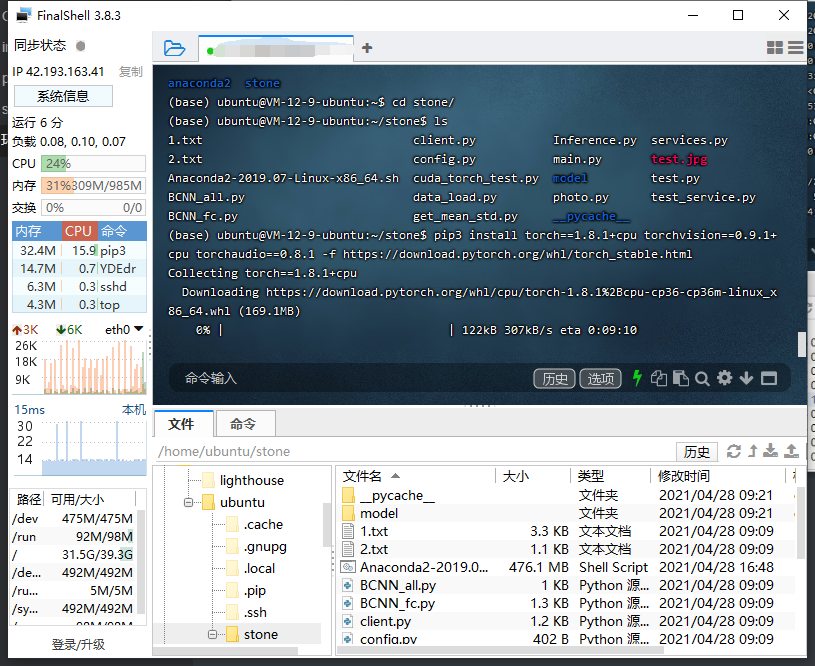 FinalShell 3.8.3
同步状态
IP 42.193.163.41 复制
系统信息
运行 6 分
负载 0.08, 0.10, 0.07
CPU 24%
内存 31% 309M/985M
交换 0% 0/0
内存 CPU 命令
32.4M 15.9 pip3
14.7M 0.7 YDEdr
6.3M 0.3 sshd
4.3M 0.3 top
3K 6K eth0
26K
18K
9K
15ms 本机
30
22
14
路径 可用/大小
/dev 475M/475M
/run 92M/98M
/ 31.5G/39.3G
/de... 492M/492M
/ru... 5M/5M
/sy... 492M/492M
登录/升级
anaconda2 stone
(base) ubuntu@VM-12-9-ubuntu:~$ cd stone/
(base) ubuntu@VM-12-9-ubuntu:~/stone$ ls
1.txt client.py Inference.py services.py
2.txt config.py main.py test.jpg
Anaconda2-2019.07-Linux-x86_64.sh cuda_torch_test.py model test.py
BCNN_all.py data_load.py photo.py test_service.py
BCNN_fc.py get_mean_std.py __pycache__
(base) ubuntu@VM-12-9-ubuntu:~/stone$ pip3 install torch==1.8.1+cpu torchvision==0.9.1+
cpu torchaudio==0.8.1 -f https://download.pytorch.org/whl/torch_stable.html
Collecting torch==1.8.1+cpu
Downloading https://download.pytorch.org/whl/cpu/torch-1.8.1%2Bcpu-cp36-cp36m-linux_x
86_64.whl (169.1MB)
0% | | 122kB 307kB/s eta 0:09:10
命令输入 历史 选项
文件 命令
/home/ubuntu/stone 历史
lighthouse
ubuntu
.cache
.gnupg
.local
.pip
.ssh
stone
文件名 大小 类型 修改时间
__pycache__ 文件夹 2021/04/28 09:21
model 文件夹 2021/04/28 09:21
1.txt 3.3 KB 文本文档 2021/04/28 09:09
2.txt 1.1 KB 文本文档 2021/04/28 09:09
Anaconda2-2019.0... 476.1 MB Shell Script 2021/04/28 16:48
BCNN_all.py 1 KB Python 源... 2021/04/28 09:09
BCNN_fc.py 1.3 KB Python 源... 2021/04/28 09:09
client.py 1.2 KB Python 源... 2021/04/28 09:09
config.py 402 B Python 源... 2021/04/28 09:09